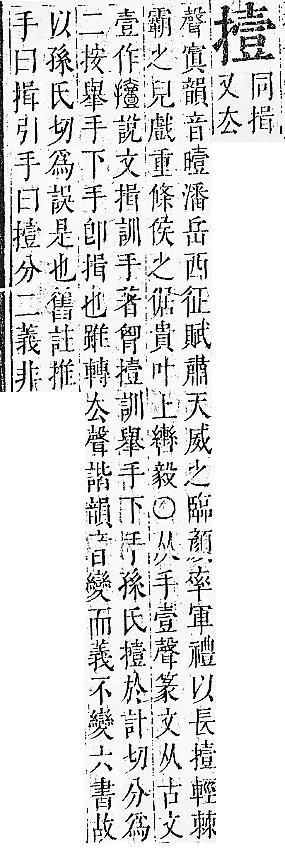 撎
同揖
又去
聲寘韻音曀潘岳西征賦肅天威之臨顏率軍禮以長撎輕棘
霸之兒戲重條侯之倨貴叶上轡毅〇从手壹聲篆文从古文
壹作說文揖訓手著胷撎訓舉手下手孫氏撎於計切分爲
二按舉手下手卽揖也雖轉去聲諧韻音變而義不變六書故
以孫氏切爲誤是也舊註推
手曰揖引手曰撎分二義非